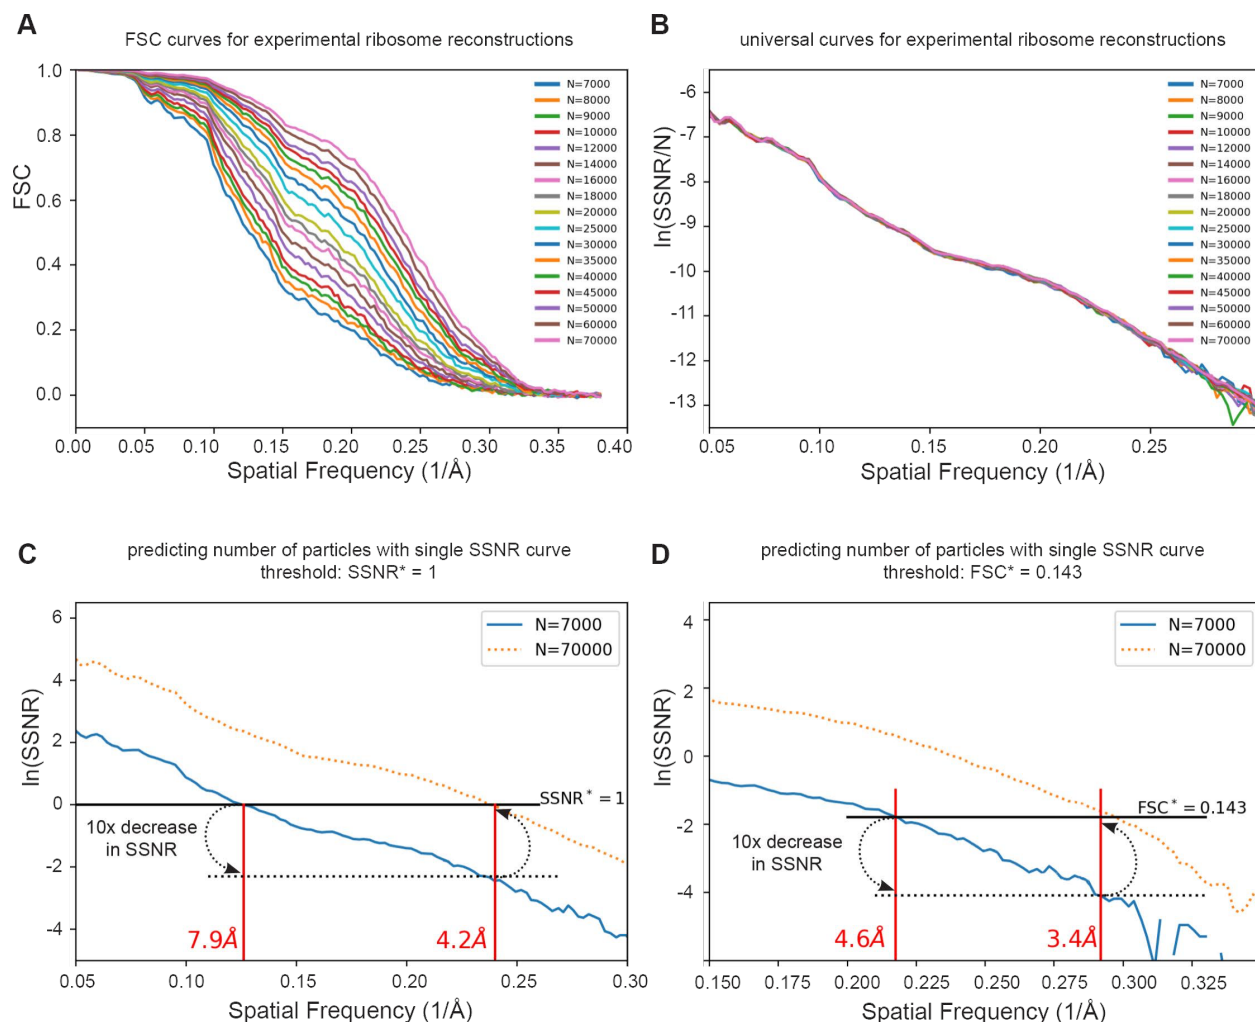 A
FSC curves for experimental ribosome reconstructions
1.0
0.8
0.6
0.4
0.2
0.0
FSC
0.00 0.05 0.10 0.15 0.20 0.25 0.30 0.35 0.40
Spatial Frequency (1/Å)
N=7000
N=8000
N=9000
N=10000
N=12000
N=14000
N=16000
N=18000
N=20000
N=25000
N=30000
N=35000
N=40000
N=45000
N=50000
N=60000
N=70000
B
universal curves for experimental ribosome reconstructions
-6
-7
-8
-9
-10
-11
-12
-13
ln(SSNR/N)
0.05 0.10 0.15 0.20 0.25
Spatial Frequency (1/Å)
N=7000
N=8000
N=9000
N=10000
N=12000
N=14000
N=16000
N=18000
N=20000
N=25000
N=30000
N=35000
N=40000
N=45000
N=50000
N=60000
N=70000
C
predicting number of particles with single SSNR curve
threshold: SSNR* = 1
6
4
2
0
-2
-4
ln(SSNR)
N=7000
N=70000
SSNR* = 1
10x decrease
in SSNR
7.9Å
4.2Å
0.05 0.10 0.15 0.20 0.25 0.30
Spatial Frequency (1/Å)
D
predicting number of particles with single SSNR curve
threshold: FSC* = 0.143
4
2
0
-2
-4
ln(SSNR)
N=7000
N=70000
FSC* = 0.143
10x decrease
in SSNR
4.6Å
3.4Å
0.150 0.175 0.200 0.225 0.250 0.275 0.300 0.325
Spatial Frequency (1/Å)